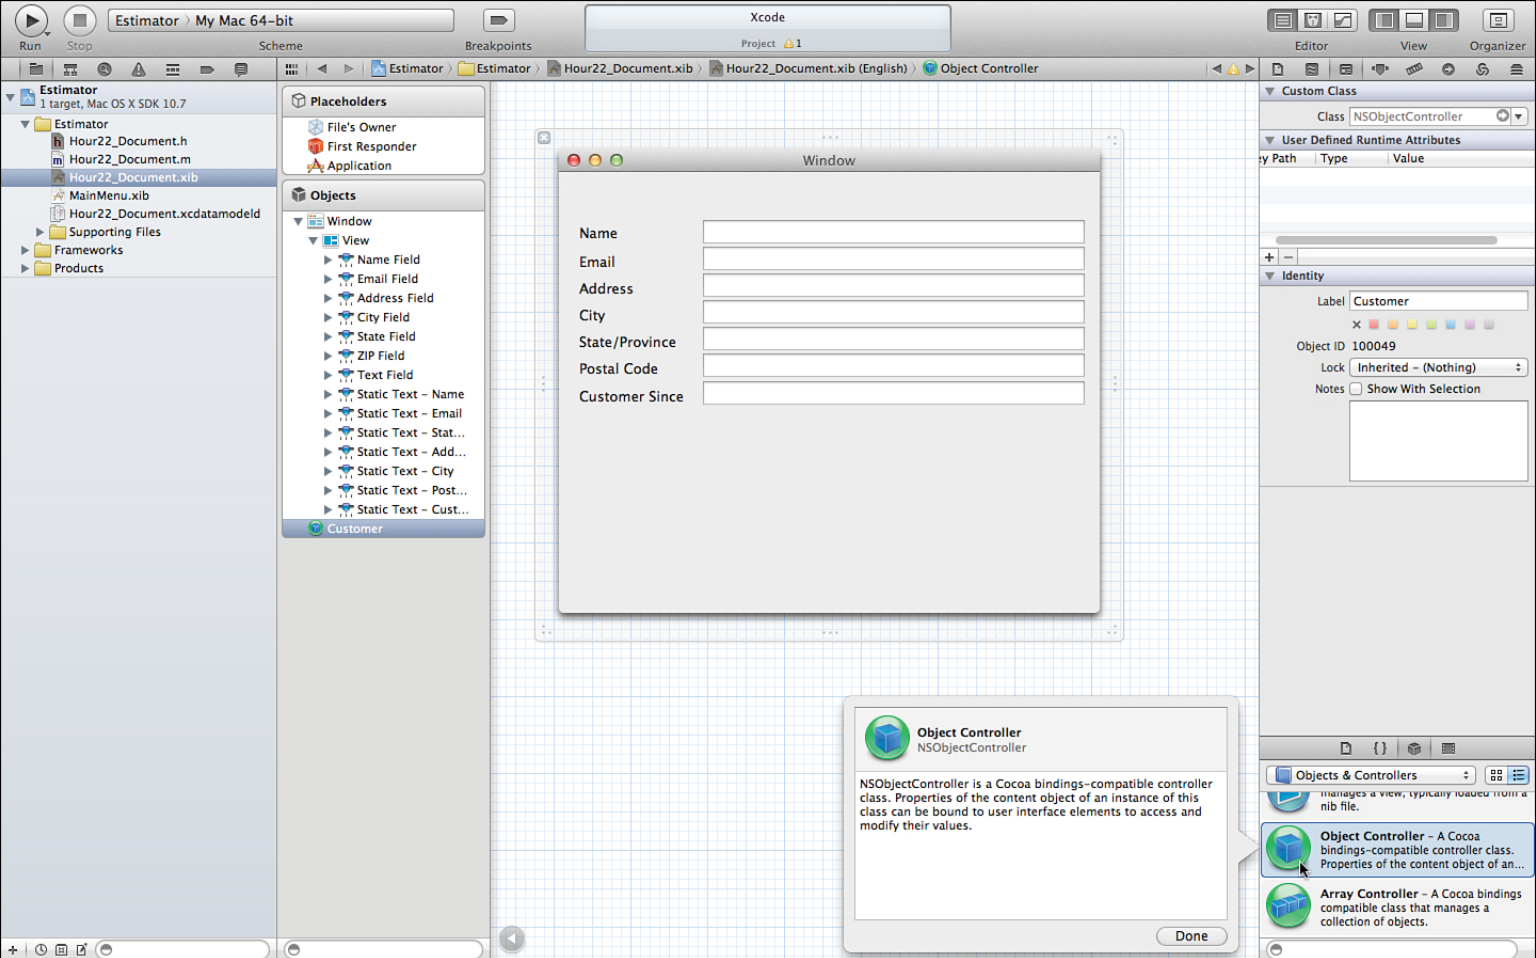 Run
Stop
Estimator
My Mac 64-bit
Scheme
Breakpoints
Xcode
Project
1
Editor
View
Organizer
Estimator
Estimator
Hour22_Document.xib
Hour22_Document.xib (English)
Object Controller
Estimator
1 target, Mac OS X SDK 10.7
Estimator
Hour22_Document.h
Hour22_Document.m
Hour22_Document.xib
MainMenu.xib
Hour22_Document.xcdatamodeld
Supporting Files
Frameworks
Products
Placeholders
File's Owner
First Responder
Application
Objects
Window
View
Name Field
Email Field
Address Field
City Field
State Field
ZIP Field
Text Field
Static Text – Name
Static Text – Email
Static Text – Stat...
Static Text – Add...
Static Text – City
Static Text – Post...
Static Text – Cust...
Customer
Window
Name
Email
Address
City
State/Province
Postal Code
Customer Since
Object Controller
NSObjectController
NSObjectController is a Cocoa bindings-compatible controller
class. Properties of the content object of an instance of this
class can be bound to user interface elements to access and
modify their values.
Done
Custom Class
Class
NSObjectController
User Defined Runtime Attributes
ey Path
Type
Value
Identity
Label
Customer
Object ID
100049
Lock
Inherited – (Nothing)
Notes
Show With Selection
Objects & Controllers
manages a view, typically loaded from a
nib file.
Object Controller – A Cocoa
bindings-compatible controller class.
Properties of the content object of an...
Array Controller – A Cocoa bindings
compatible class that manages a
collection of objects.